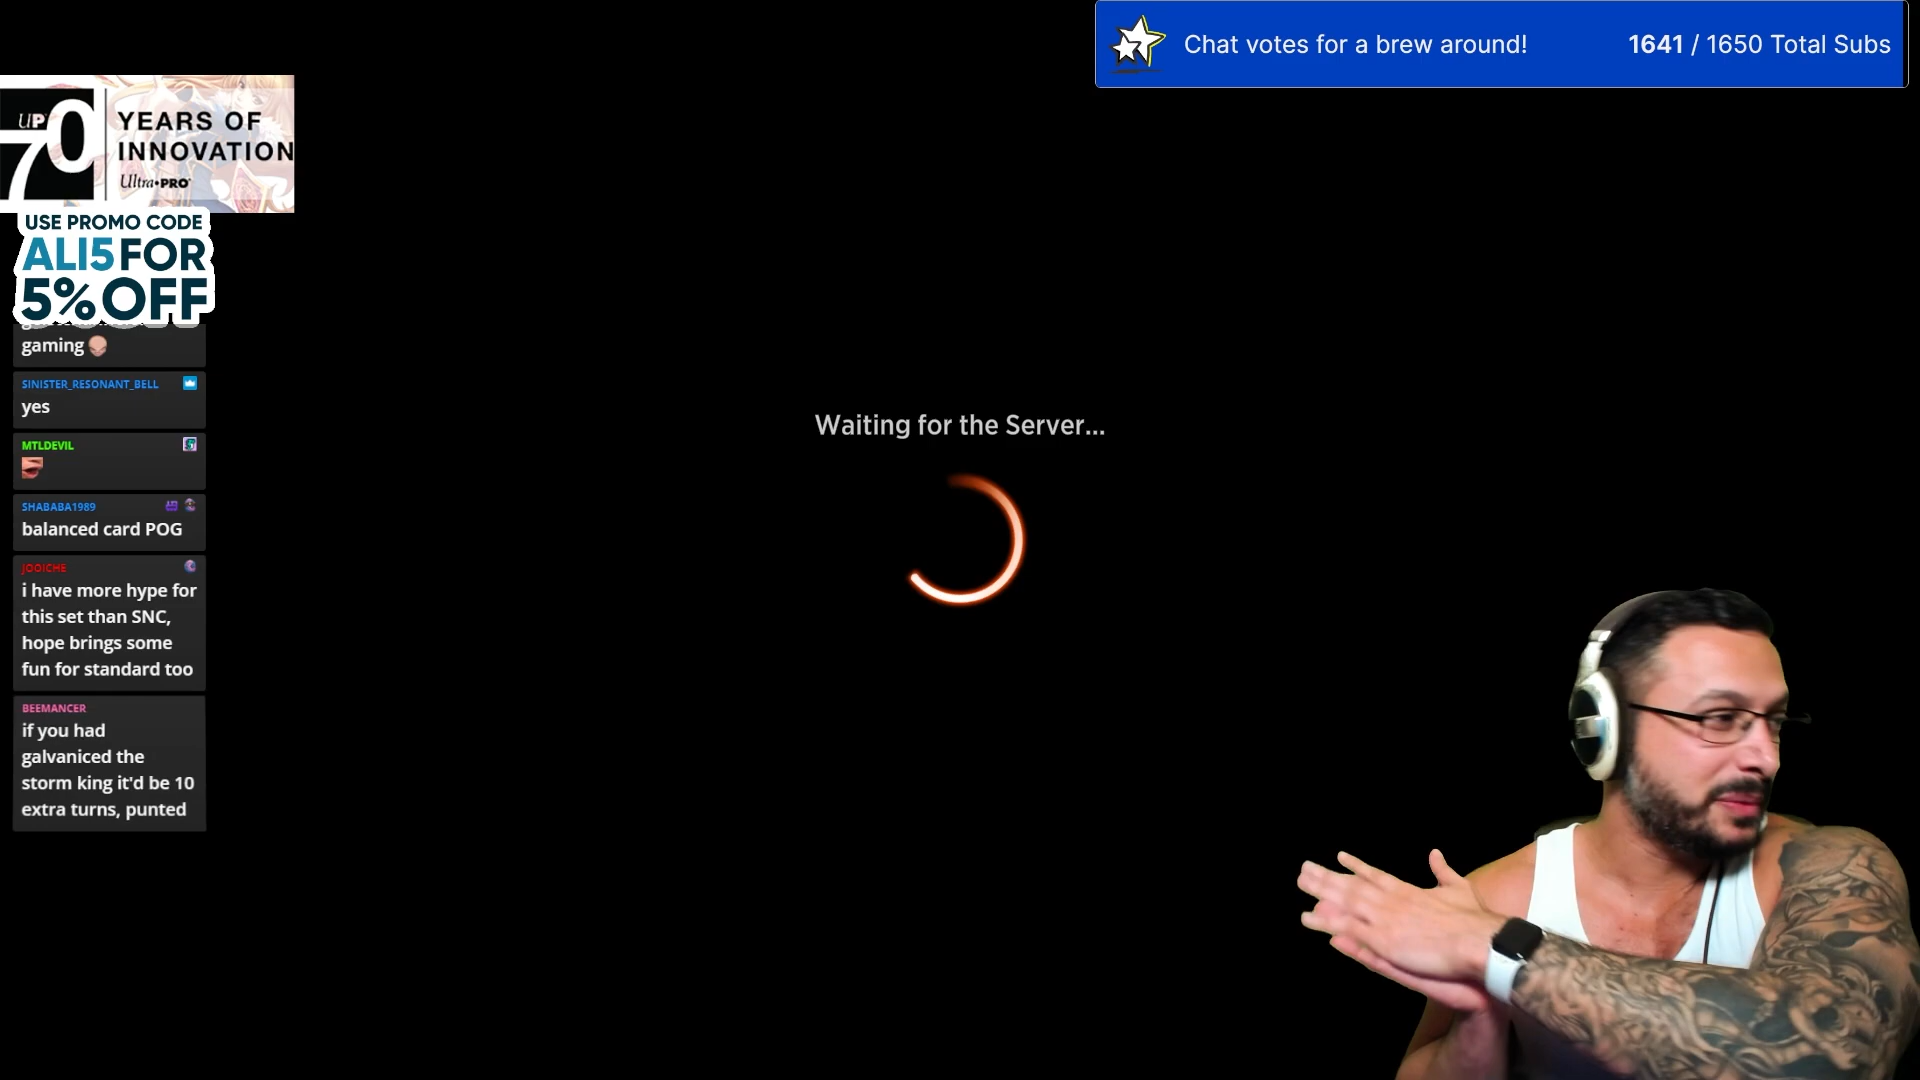 Chat votes for a brew around!
1641 / 1650 Total Subs
UP
70
YEARS OF
INNOVATION
Ultra•PRO
USE PROMO CODE
ALI5 FOR
5% OFF
gaming
SINISTER_RESONANT_BELL
yes
MTLDEVIL
SHABABA1989
balanced card POG
JOOICHE
i have more hype for
this set than SNC,
hope brings some
fun for standard too
BEEMANCER
if you had
galvaniced the
storm king it'd be 10
extra turns, punted
Waiting for the Server...